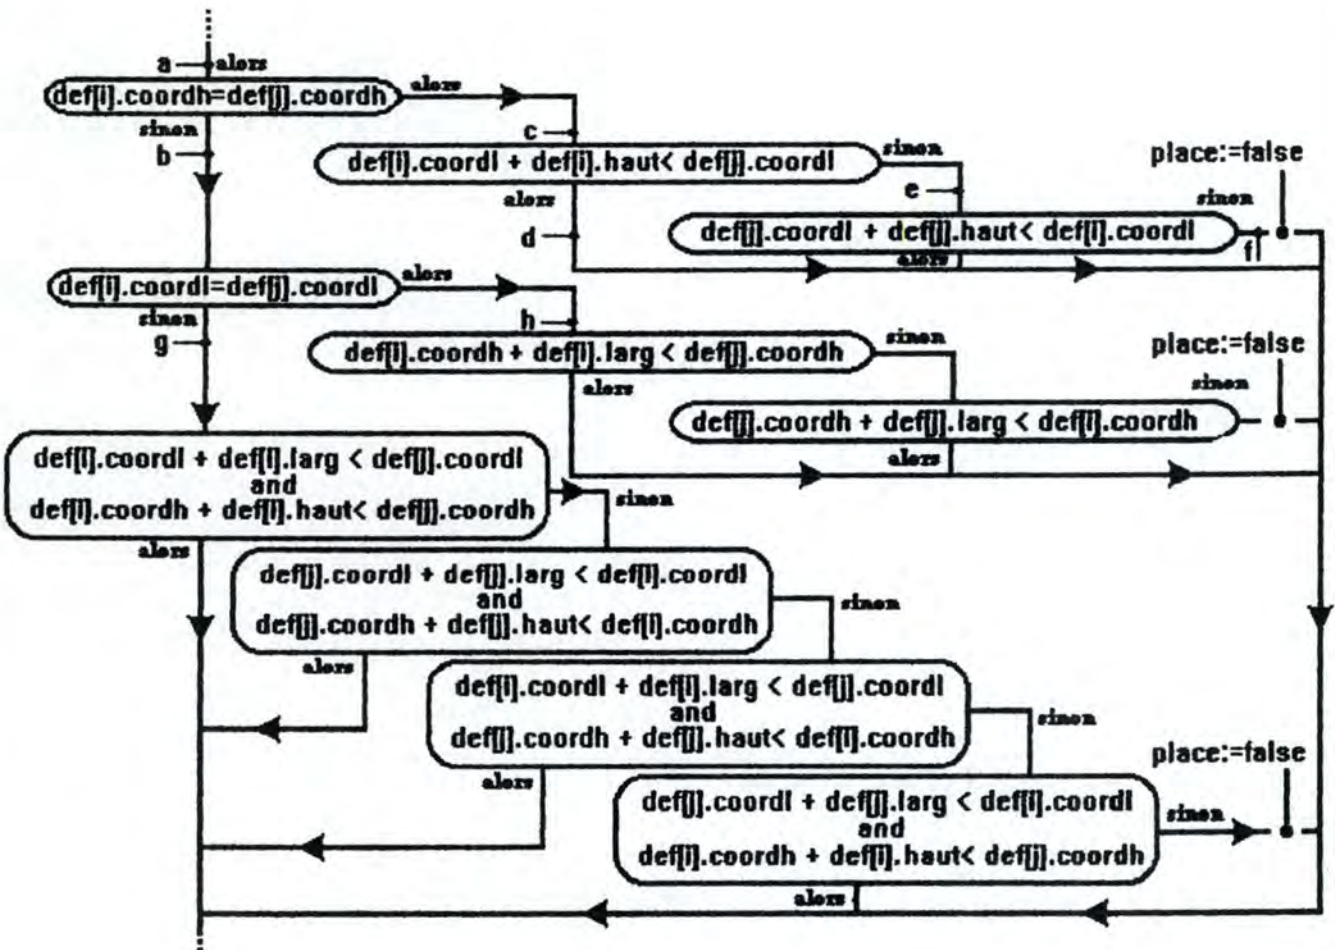 a alors
def[i].coordh=def[j].coordh alors
sinon
b
c
def[i].coordl + def[i].haut< def[j].coordl sinon
alors
e
place:=false
sinon
d
def[j].coordl + def[j].haut< def[i].coordl
f
alors
def[i].coordl=def[j].coordl alors
sinon
g
h
def[i].coordh + def[i].larg < def[j].coordh sinon
alors
place:=false
sinon
def[j].coordh + def[j].larg < def[i].coordh
alors
def[i].coordl + def[i].larg < def[j].coordl
and
def[i].coordh + def[i].haut< def[j].coordh
sinon
alors
def[j].coordl + def[j].larg < def[i].coordl
and
def[j].coordh + def[j].haut< def[i].coordh
sinon
alors
def[i].coordl + def[i].larg < def[j].coordl
and
def[j].coordh + def[j].haut< def[i].coordh
sinon
alors
place:=false
def[j].coordl + def[j].larg < def[i].coordl
and
def[i].coordh + def[i].haut< def[j].coordh
sinon
alors